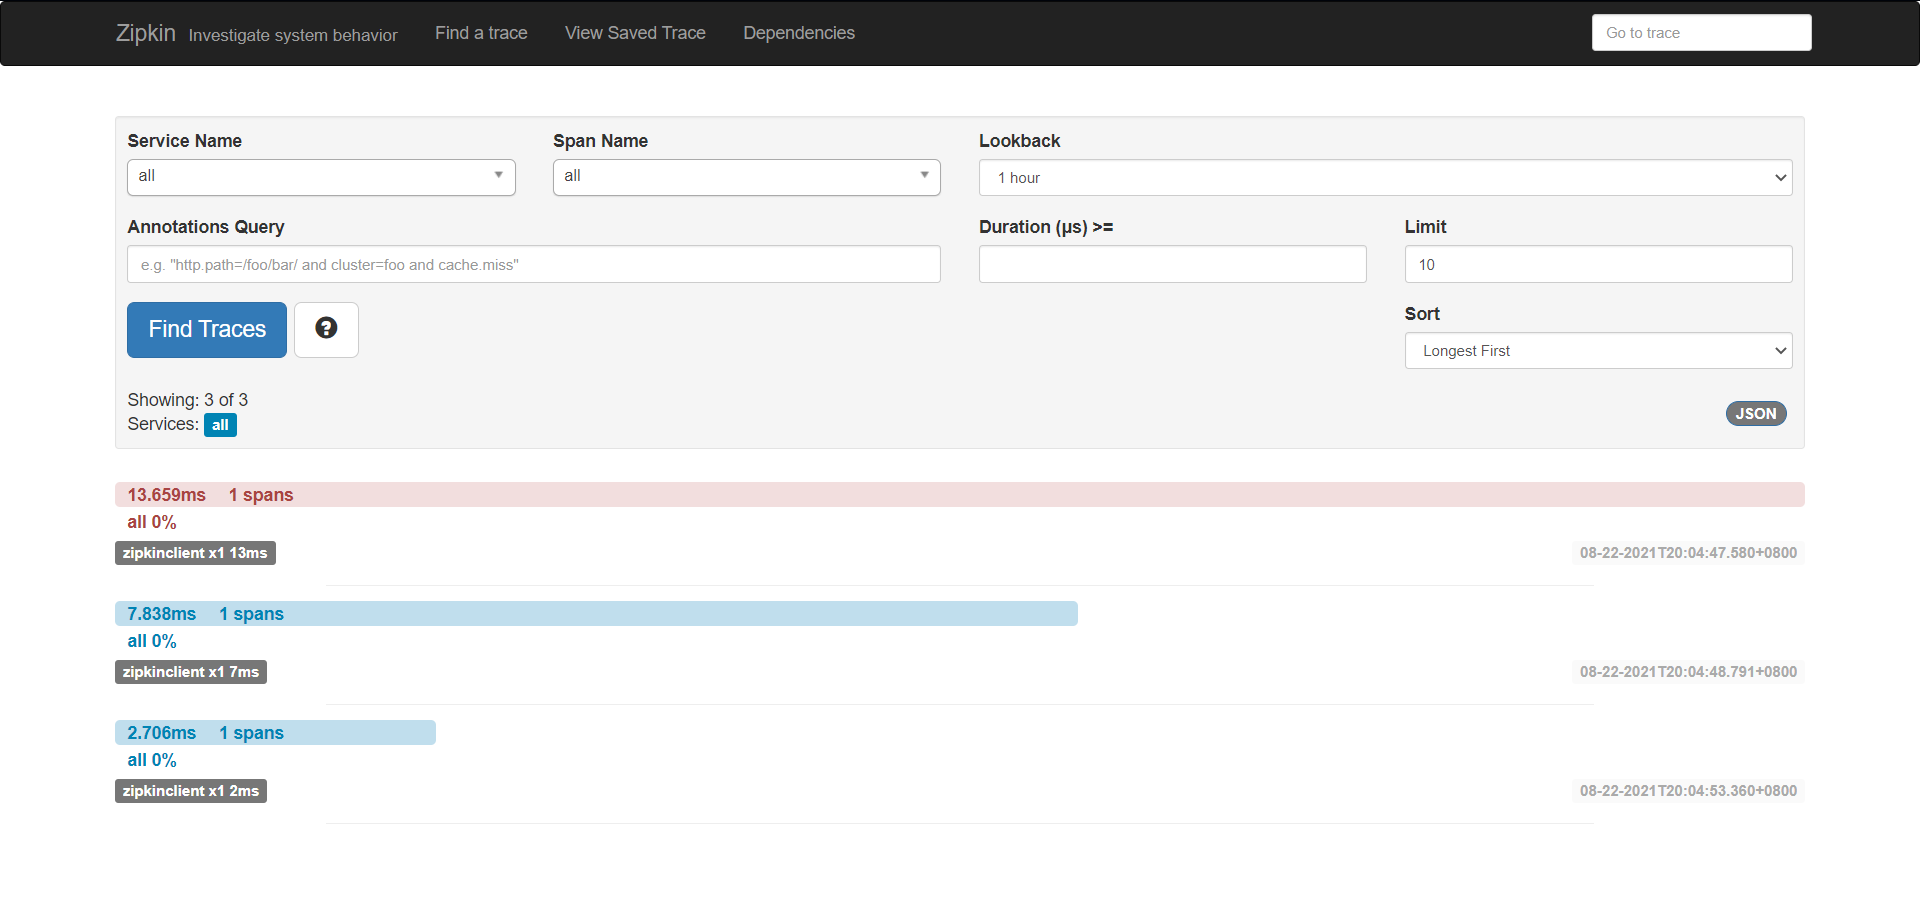 Zipkin Investigate system behavior Find a trace View Saved Trace Dependencies Go to trace
Service Name Span Name Lookback
all all 1 hour
Annotations Query Duration (μs) >= Limit
e.g. "http.path=/foo/bar/ and cluster=foo and cache.miss" 10
Find Traces ? Sort
Longest First
Showing: 3 of 3
Services: all JSON
13.659ms 1 spans
all 0%
zipkinclient x1 13ms 08-22-2021T20:04:47.580+0800
7.838ms 1 spans
all 0%
zipkinclient x1 7ms 08-22-2021T20:04:48.791+0800
2.706ms 1 spans
all 0%
zipkinclient x1 2ms 08-22-2021T20:04:53.360+0800